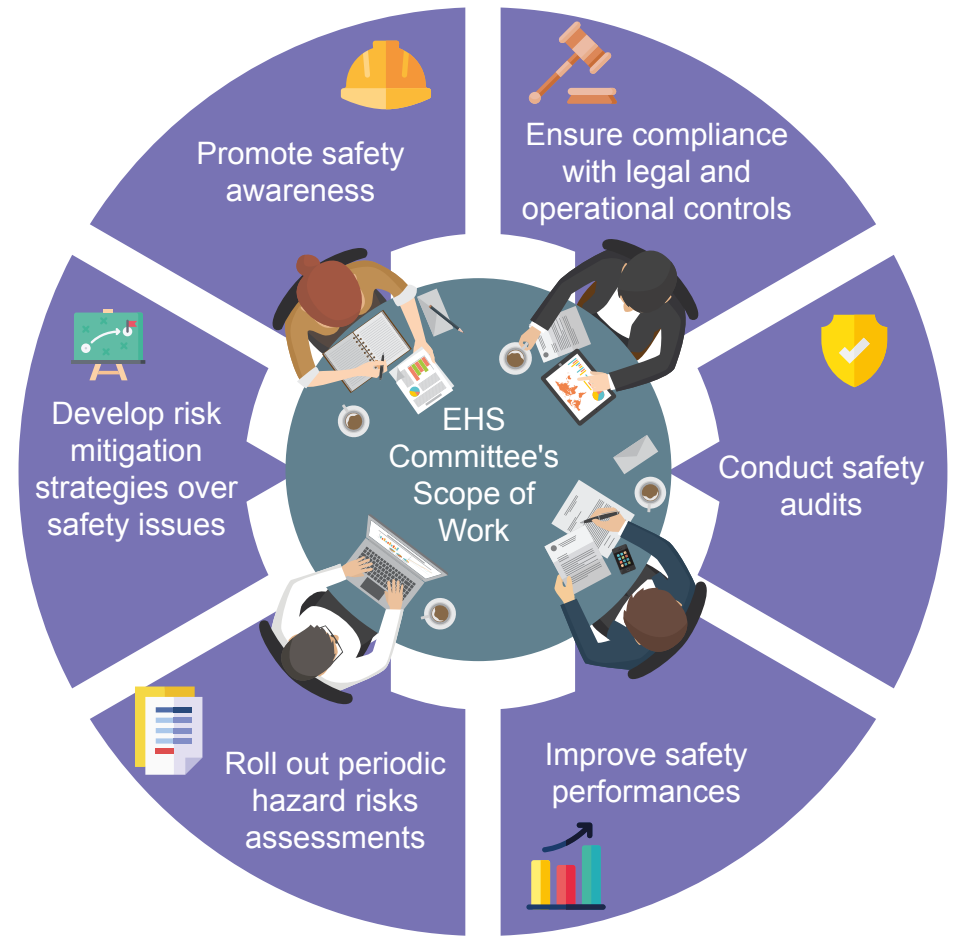 Promote safety
awareness
Ensure compliance
with legal and
operational controls
Develop risk
mitigation
strategies over
safety issues
EHS
Committee's
Scope of
Work
Conduct safety
audits
Roll out periodic
hazard risks
assessments
Improve safety
performances